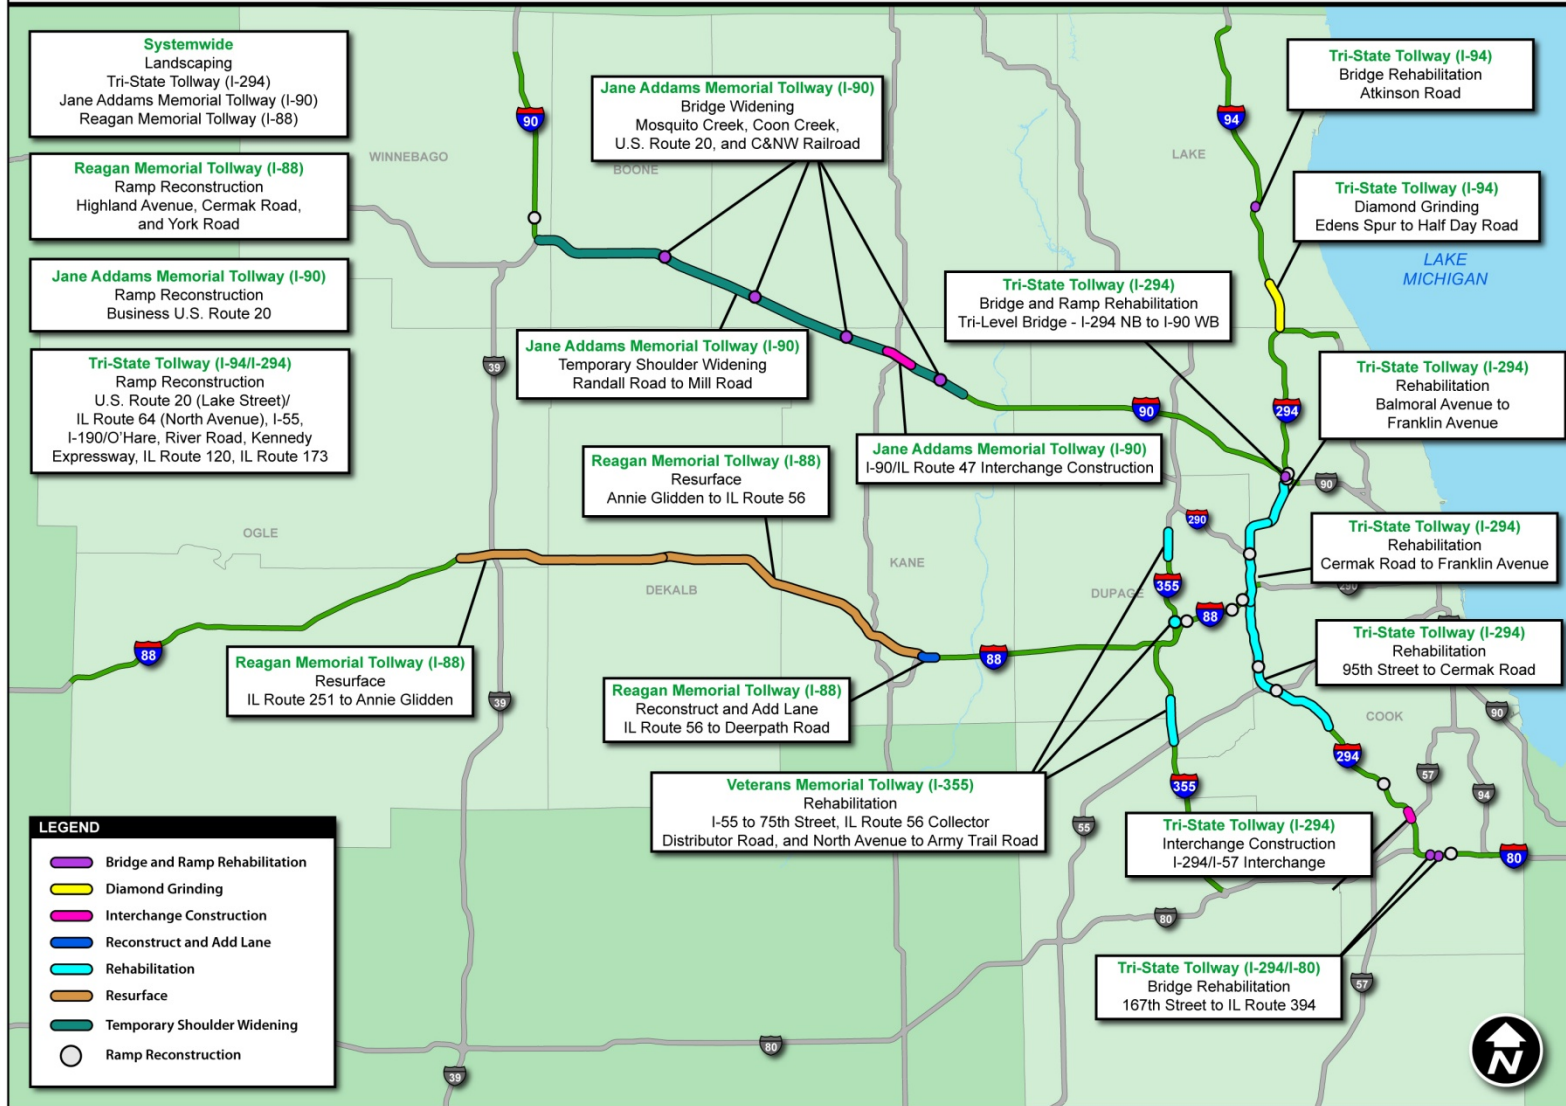 Systemwide
Landscaping
Tri-State Tollway (I-294)
Jane Addams Memorial Tollway (I-90)
Reagan Memorial Tollway (I-88)
Reagan Memorial Tollway (I-88)
Ramp Reconstruction
Highland Avenue, Cermak Road,
and York Road
Jane Addams Memorial Tollway (I-90)
Ramp Reconstruction
Business U.S. Route 20
Tri-State Tollway (I-94/I-294)
Ramp Reconstruction
U.S. Route 20 (Lake Street)/
IL Route 64 (North Avenue), I-55,
I-190/O'Hare, River Road, Kennedy
Expressway, IL Route 120, IL Route 173
Jane Addams Memorial Tollway (I-90)
Bridge Widening
Mosquito Creek, Coon Creek,
U.S. Route 20, and C&NW Railroad
Tri-State Tollway (I-94)
Bridge Rehabilitation
Atkinson Road
Tri-State Tollway (I-94)
Diamond Grinding
Edens Spur to Half Day Road
LAKE
MICHIGAN
Tri-State Tollway (I-294)
Bridge and Ramp Rehabilitation
Tri-Level Bridge - I-294 NB to I-90 WB
Jane Addams Memorial Tollway (I-90)
Temporary Shoulder Widening
Randall Road to Mill Road
Tri-State Tollway (I-294)
Rehabilitation
Balmoral Avenue to
Franklin Avenue
Jane Addams Memorial Tollway (I-90)
I-90/IL Route 47 Interchange Construction
Reagan Memorial Tollway (I-88)
Resurface
Annie Glidden to IL Route 56
Tri-State Tollway (I-294)
Rehabilitation
Cermak Road to Franklin Avenue
Tri-State Tollway (I-294)
Rehabilitation
95th Street to Cermak Road
Reagan Memorial Tollway (I-88)
Resurface
IL Route 251 to Annie Glidden
Reagan Memorial Tollway (I-88)
Reconstruct and Add Lane
IL Route 56 to Deerpath Road
Veterans Memorial Tollway (I-355)
Rehabilitation
I-55 to 75th Street, IL Route 56 Collector
Distributor Road, and North Avenue to Army Trail Road
Tri-State Tollway (I-294)
Interchange Construction
I-294/I-57 Interchange
Tri-State Tollway (I-294/I-80)
Bridge Rehabilitation
167th Street to IL Route 394
WINNEBAGO
BOONE
LAKE
OGLE
DEKALB
KANE
DUPAGE
COOK
90
94
39
90
294
90
290
290
355
88
88
88
39
90
294
355
57
94
55
80
80
57
80
39
LEGEND
Bridge and Ramp Rehabilitation
Diamond Grinding
Interchange Construction
Reconstruct and Add Lane
Rehabilitation
Resurface
Temporary Shoulder Widening
Ramp Reconstruction
N